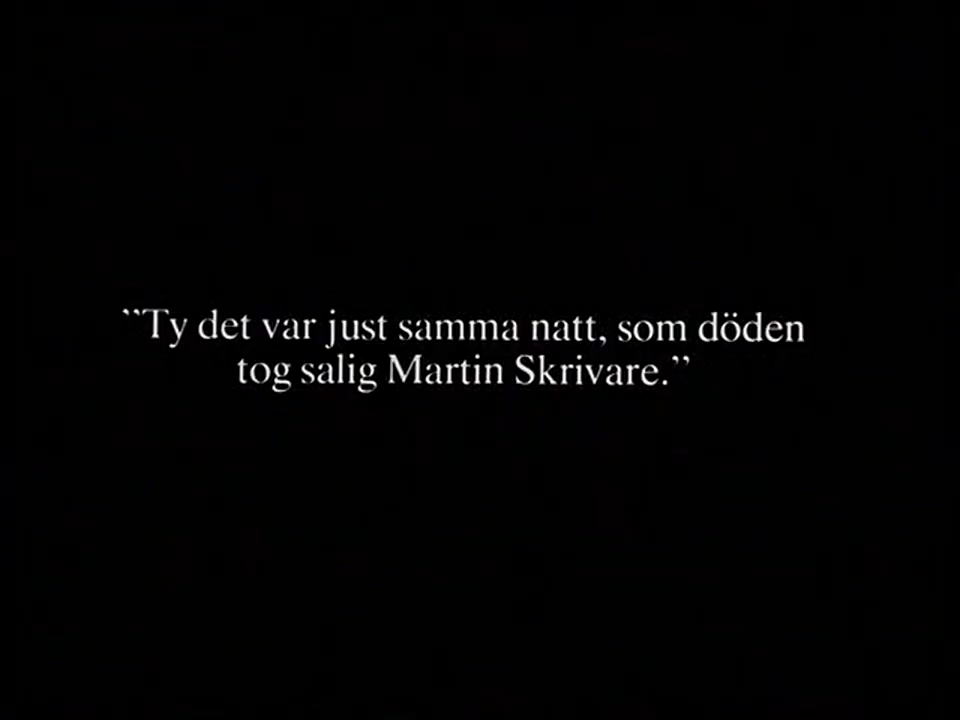 ”Ty det var just samma natt, som döden
tog salig Martin Skrivare.”